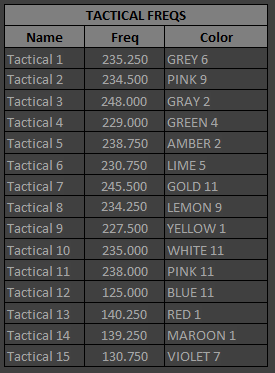 TACTICAL FREQS
Name Freq Color
Tactical 1 235.250 GREY 6
Tactical 2 234.500 PINK 9
Tactical 3 248.000 GRAY 2
Tactical 4 229.000 GREEN 4
Tactical 5 238.750 AMBER 2
Tactical 6 230.750 LIME 5
Tactical 7 245.500 GOLD 11
Tactical 8 234.250 LEMON 9
Tactical 9 227.500 YELLOW 1
Tactical 10 235.000 WHITE 11
Tactical 11 238.000 PINK 11
Tactical 12 125.000 BLUE 11
Tactical 13 140.250 RED 1
Tactical 14 139.250 MAROON 1
Tactical 15 130.750 VIOLET 7